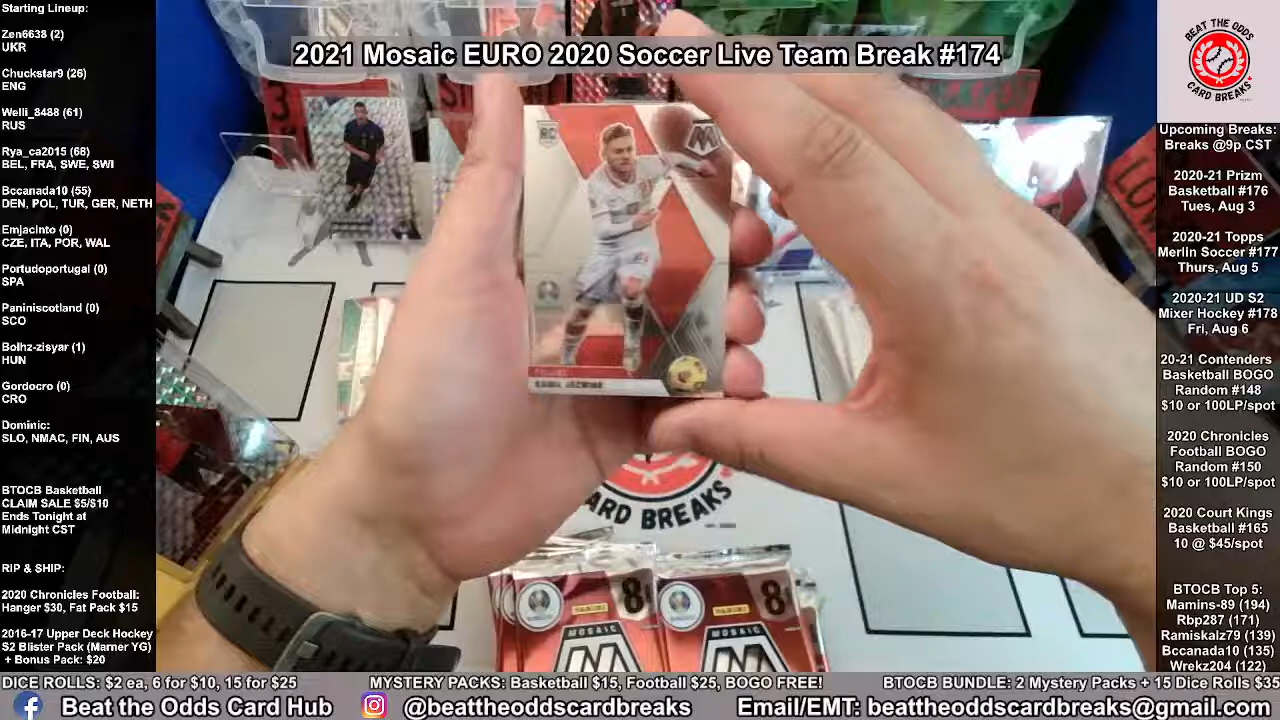 Starting Lineup:
Zen6638 (2)
UKR
Chuckstar9 (26)
ENG
Welli_8488 (61)
RUS
Rya_ca2015 (68)
BEL, FRA, SWE, SWI
Bccanada10 (55)
DEN, POL, TUR, GER, NETH
Emjacinto (0)
CZE, ITA, POR, WAL
Portudoportugal (0)
SPA
Paniniscotland (0)
SCO
Bolhz-zisyar (1)
HUN
Gordocro (0)
CRO
Dominic:
SLO, NMAC, FIN, AUS
BTOCB Basketball
CLAIM SALE $5/$10
Ends Tonight at
Midnight CST
RIP & SHIP:
2020 Chronicles Football:
Hanger $30, Fat Pack $15
2016-17 Upper Deck Hockey
S2 Blister Pack (Marner YG)
+ Bonus Pack: $20
2021 Mosaic EURO 2020 Soccer Live Team Break #174
RC
M
KAMIL JOZWIAK
CARD BREAKS
8
PANINI
MOSAIC
M
8
PANINI
MOSAIC
M
BEAT THE ODDS
CARD BREAKS
Upcoming Breaks:
Breaks @9p CST
2020-21 Prizm
Basketball #176
Tues, Aug 3
2020-21 Topps
Merlin Soccer #177
Thurs, Aug 5
2020-21 UD S2
Mixer Hockey #178
Fri, Aug 6
20-21 Contenders
Basketball BOGO
Random #148
$10 or 100LP/spot
2020 Chronicles
Football BOGO
Random #150
$10 or 100LP/spot
2020 Court Kings
Basketball #165
10 @ $45/spot
BTOCB Top 5:
Mamins-89 (194)
Rbp287 (171)
Ramiskalz79 (139)
Bccanada10 (135)
Wrekz204 (122)
DICE ROLLS: $2 ea, 6 for $10, 15 for $25
MYSTERY PACKS: Basketball $15, Football $25, BOGO FREE!
BTOCB BUNDLE: 2 Mystery Packs + 15 Dice Rolls $35
Beat the Odds Card Hub
@beattheoddscardbreaks
Email/EMT: beattheoddscardbreaks@gmail.com